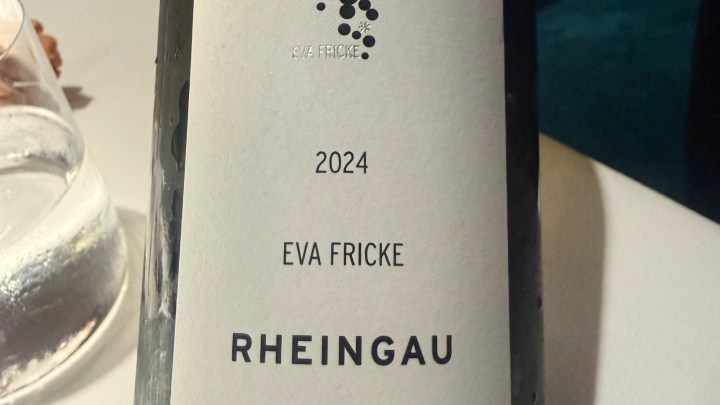 EVA FRICKE
2024
EVA FRICKE
RHEINGAU